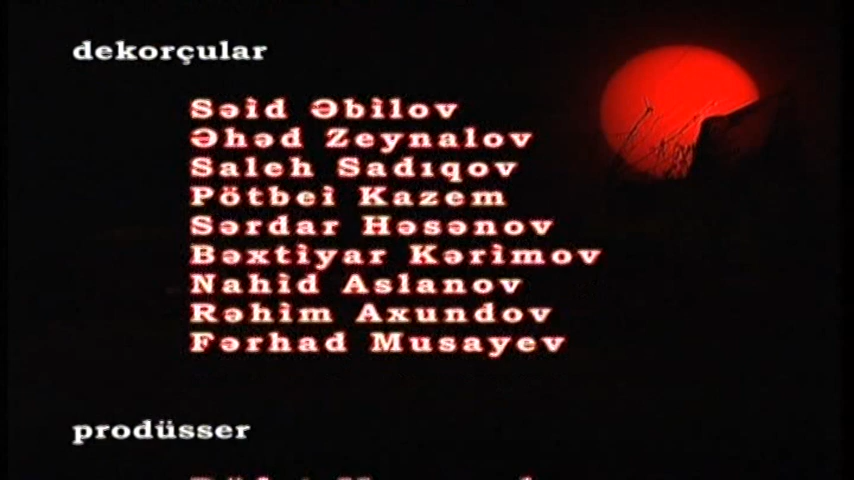 dekorçular
Səid Əbilov
Əhəd Zeynalov
Saleh Sadıqov
Pötbei Kazem
Sərdar Həsənov
Bəxtiyar Kərimov
Nahid Aslanov
Rəhim Axundov
Fərhad Musayev
prodüsser